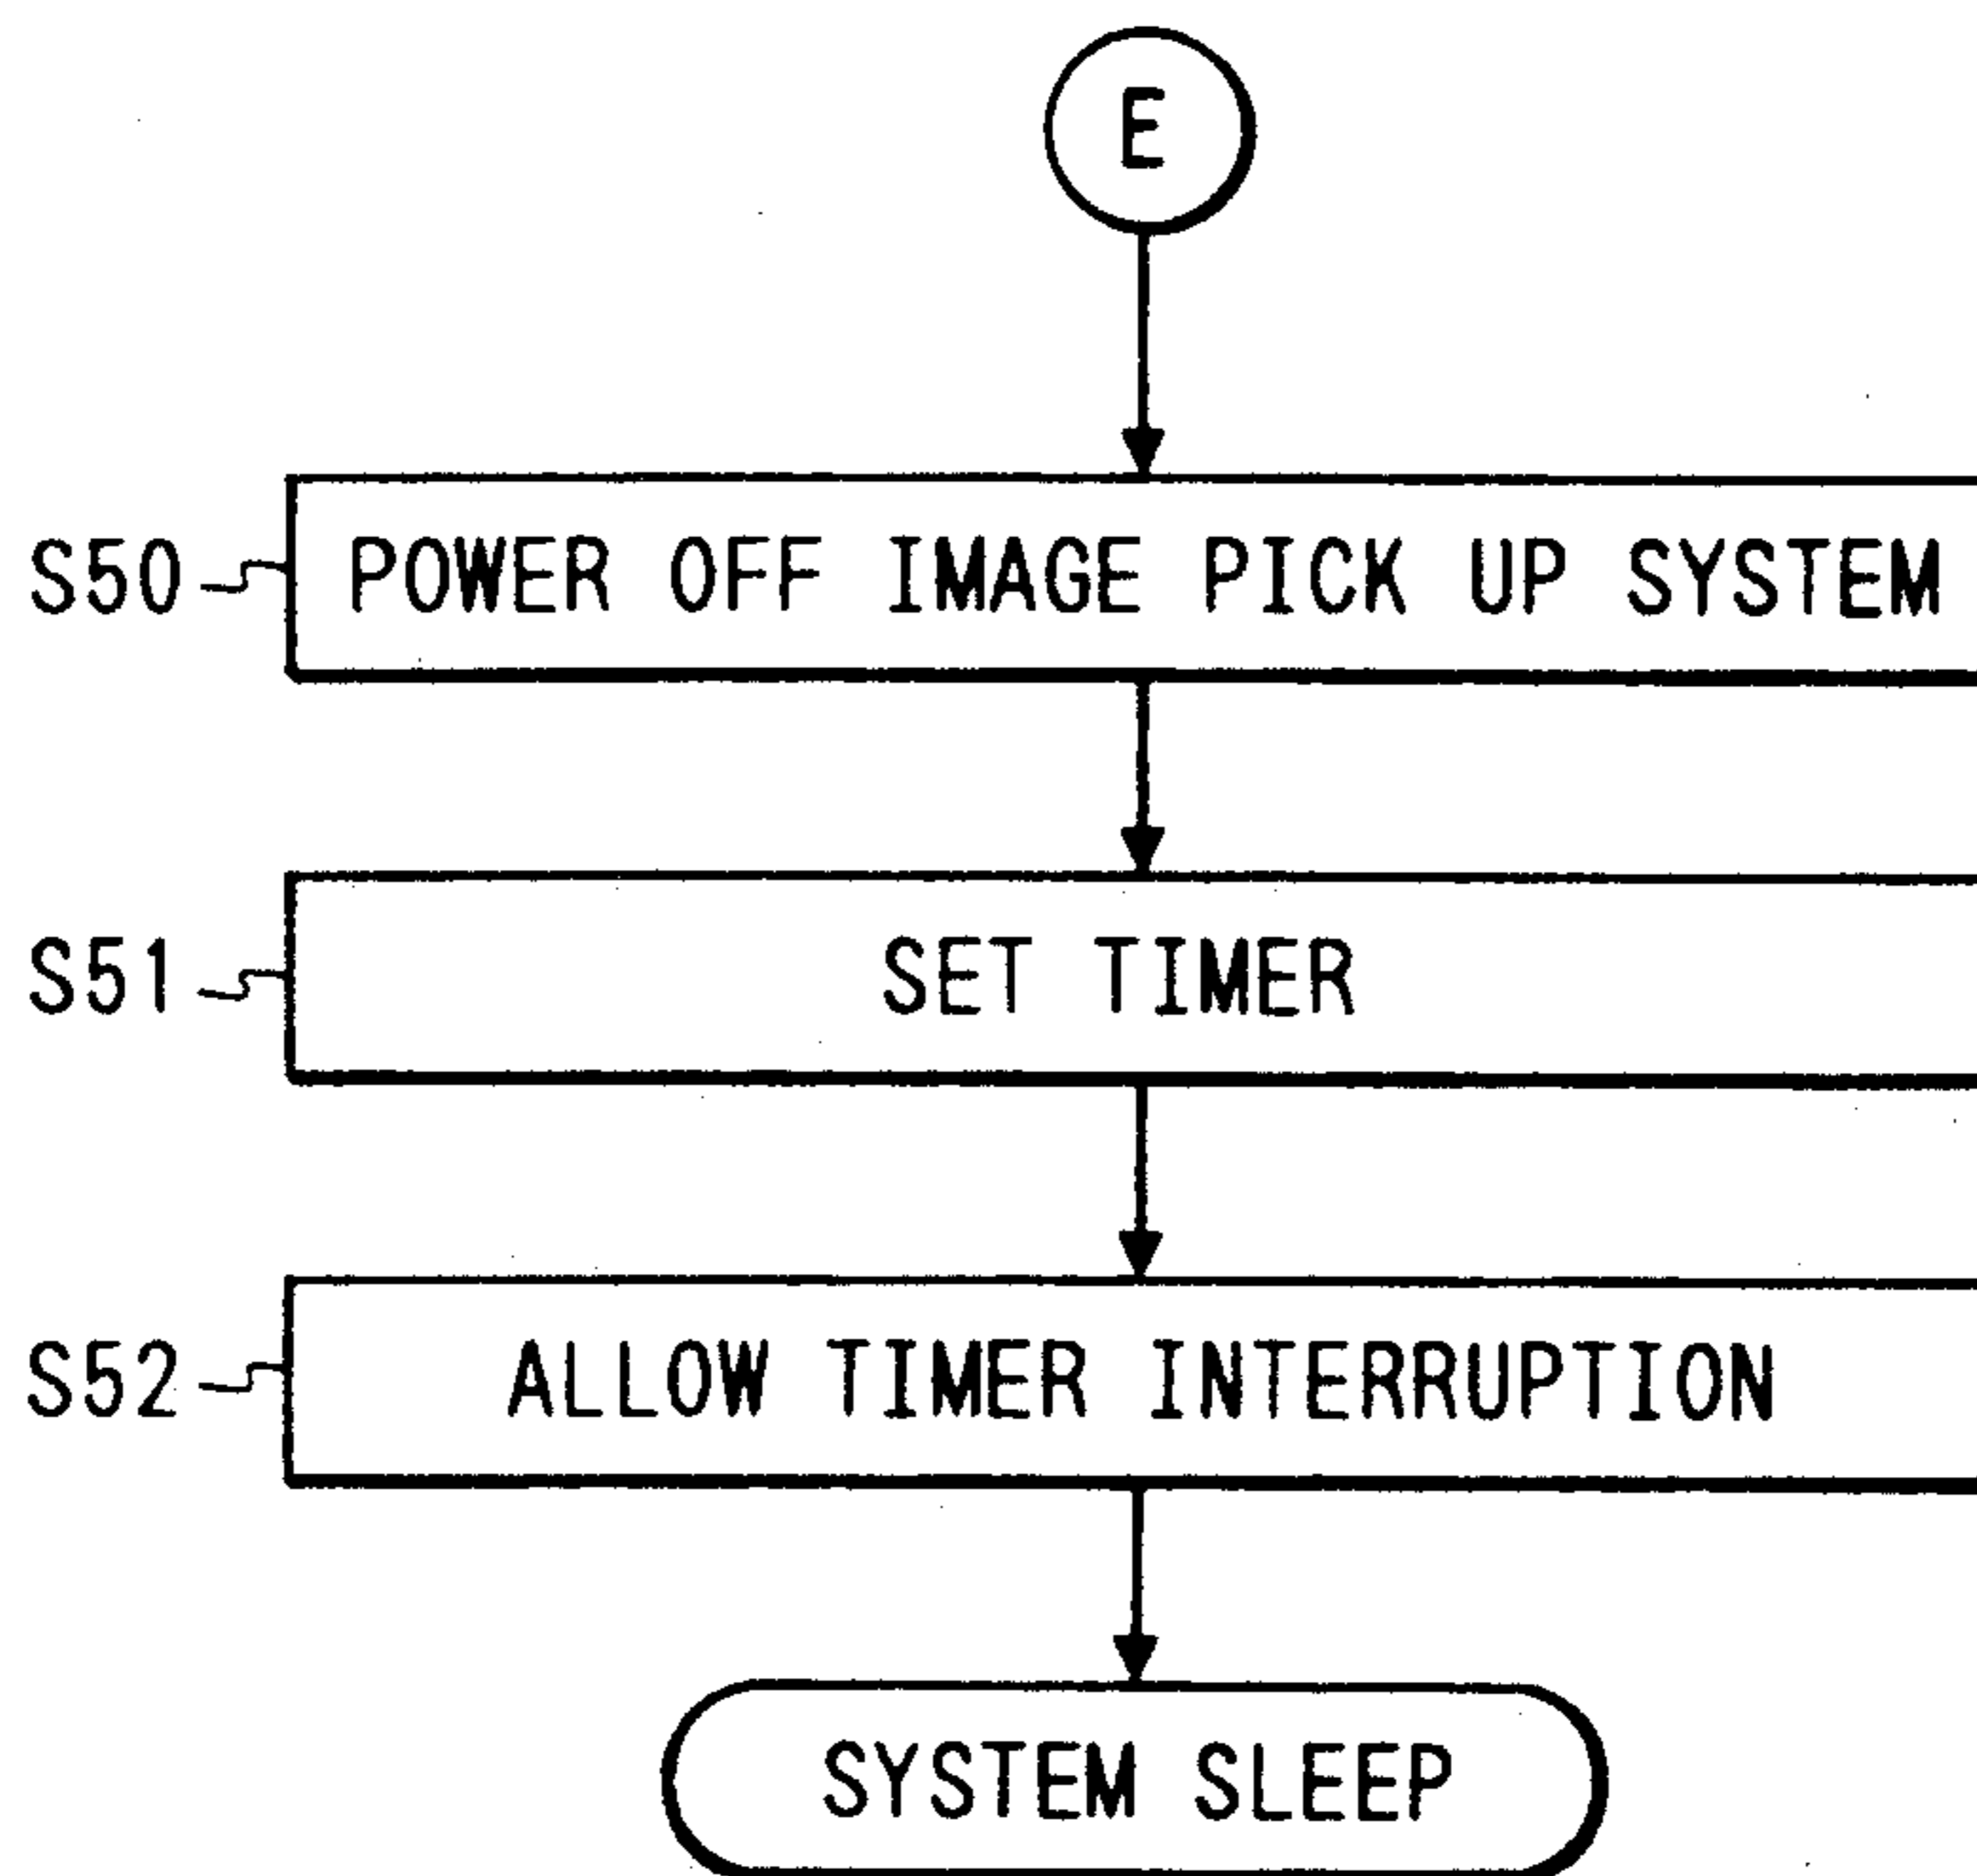 E
S50 POWER OFF IMAGE PICK UP SYSTEM
S51 SET TIMER
S52 ALLOW TIMER INTERRUPTION
SYSTEM SLEEP